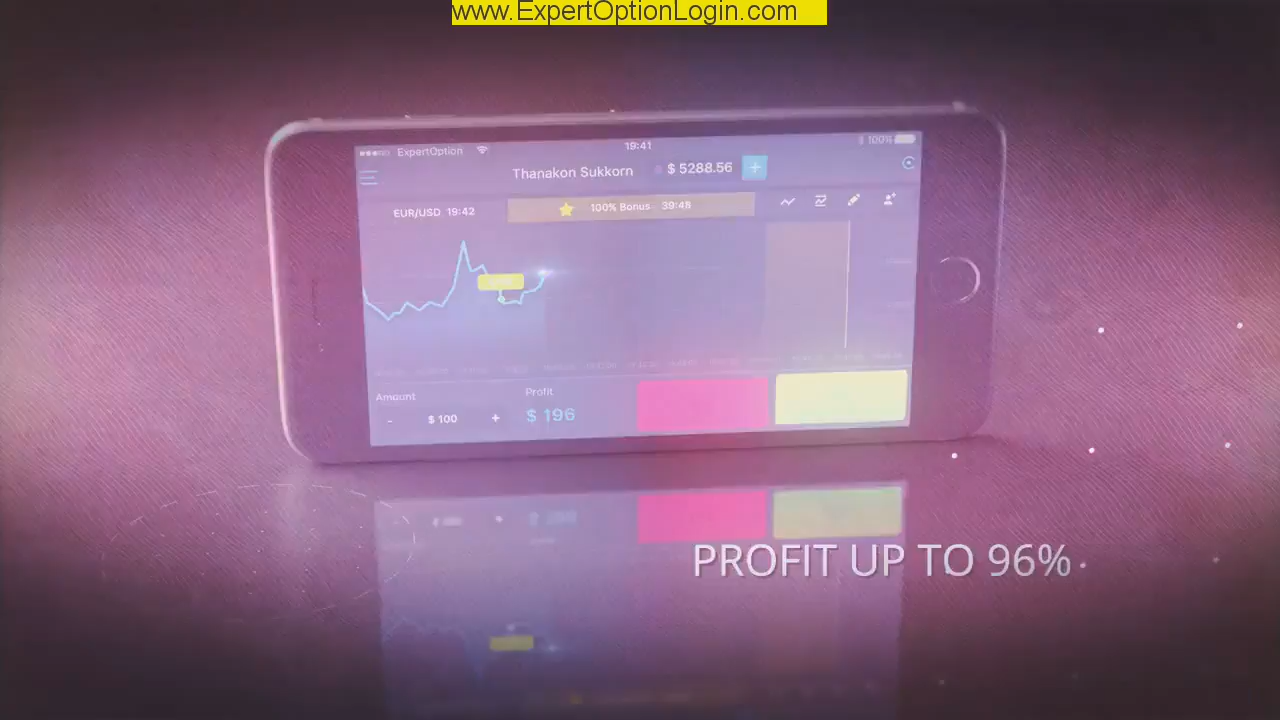 www.ExpertOptionLogin.com
ExpertOption 19:41 100%
Thanakon Sukkorn $ 5288.56 +
EUR/USD 19:42 100% Bonus 39:48
Amount Profit
- $ 100 + $ 196
PROFIT UP TO 96%